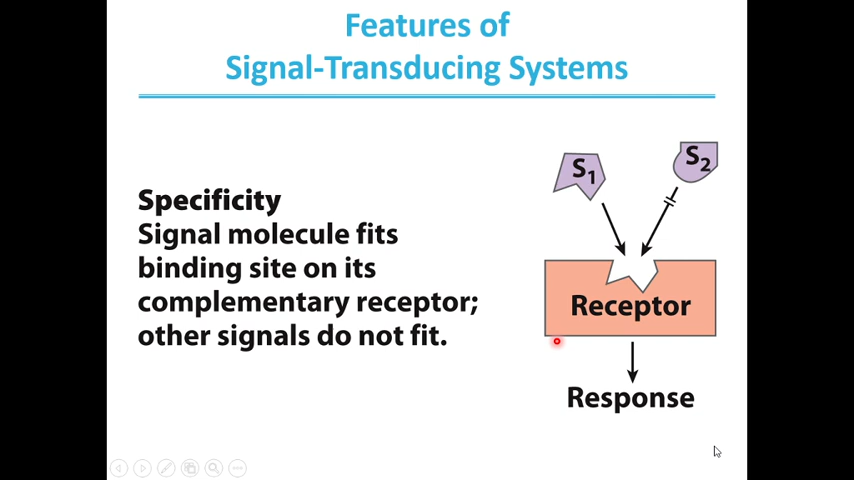 Features of
Signal-Transducing Systems
Specificity
Signal molecule fits
binding site on its
complementary receptor;
other signals do not fit.
S1
S2
Receptor
Response